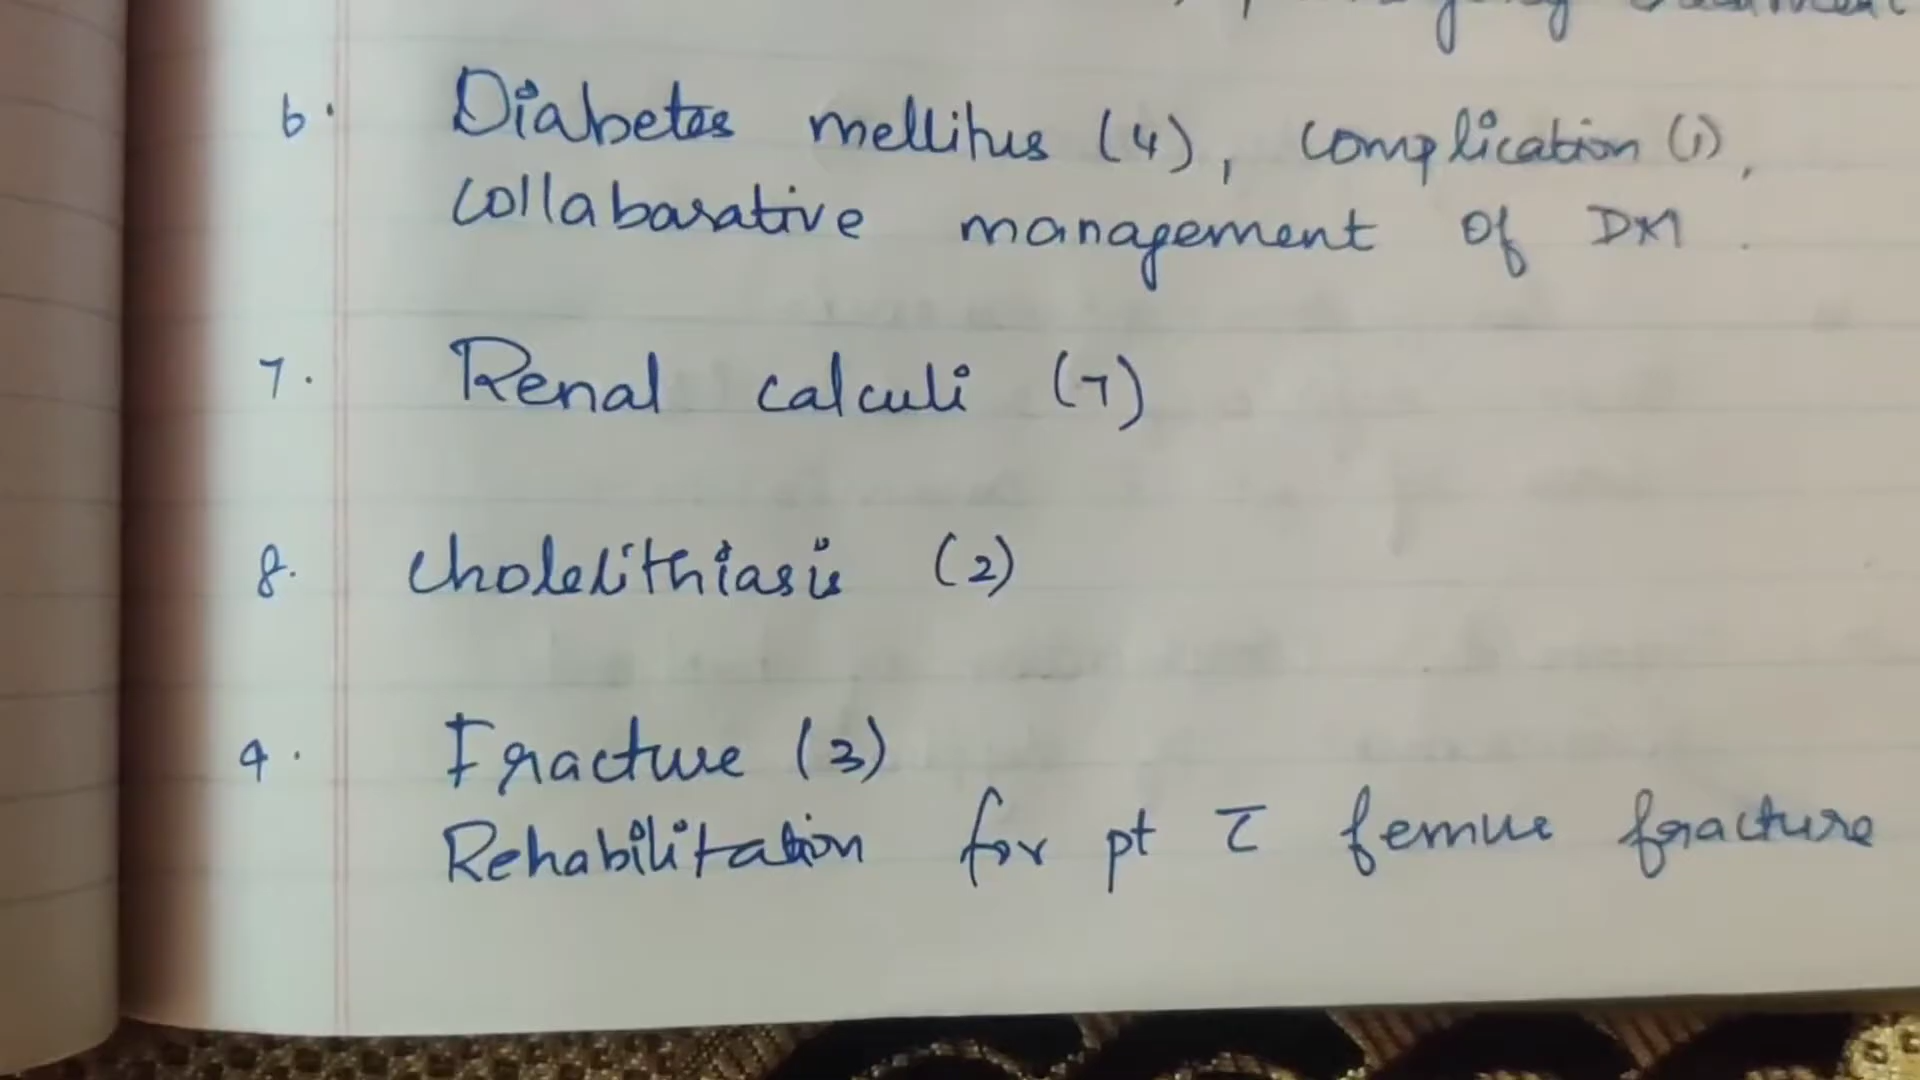 6. Diabetes mellitus (4), complication (1),
collabarative management of DM.
7. Renal calculi (7)
8. cholelithiasis (2)
9. Fracture (3)
Rehabilitation for pt c̄ femur fracture